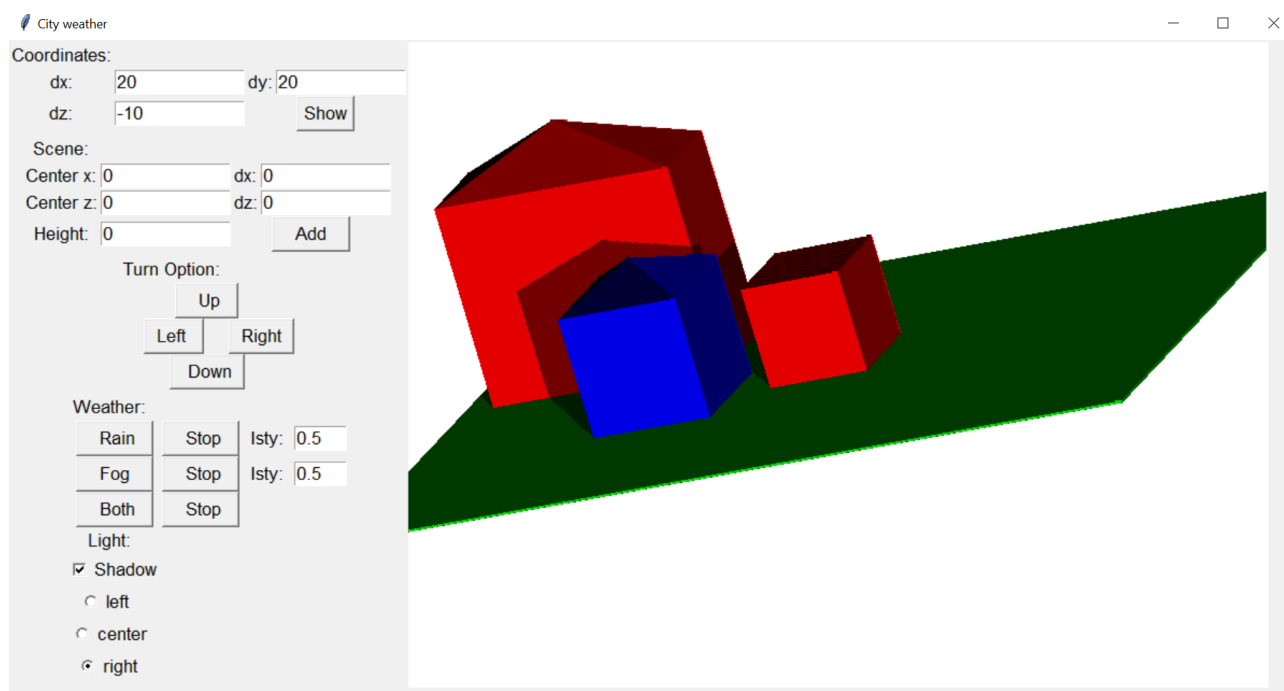 City weather
Coordinates:
dx: 20 dy: 20
dz: -10 Show
Scene:
Center x: 0 dx: 0
Center z: 0 dz: 0
Height: 0 Add
Turn Option:
Up
Left Right
Down
Weather:
Rain Stop Isty: 0.5
Fog Stop Isty: 0.5
Both Stop
Light:
Shadow
left
center
right